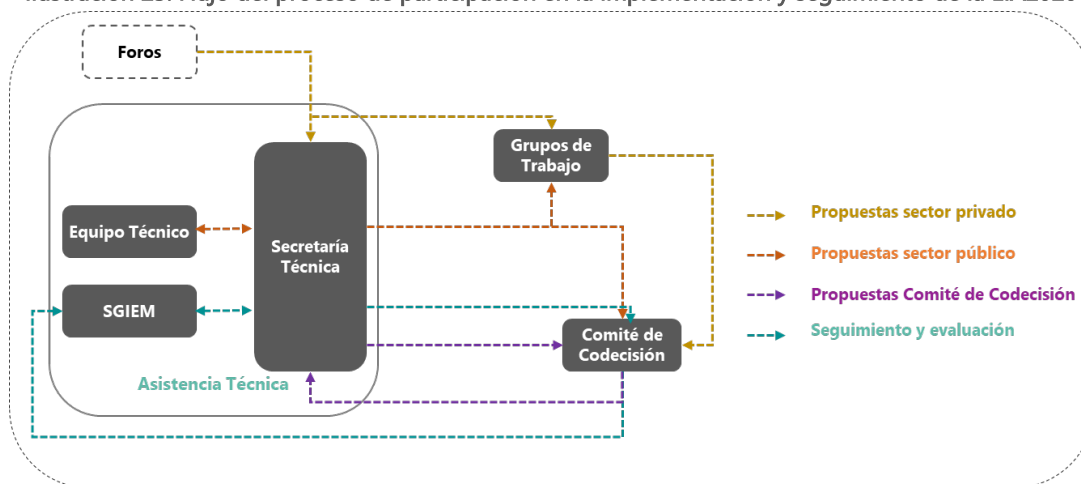 Foros
Grupos de
Trabajo
Equipo Técnico
Secretaría
Técnica
SGIEM
Comité de
Codecisión
Asistencia Técnica
Propuestas sector privado
Propuestas sector público
Propuestas Comité de Codecisión
Seguimiento y evaluación